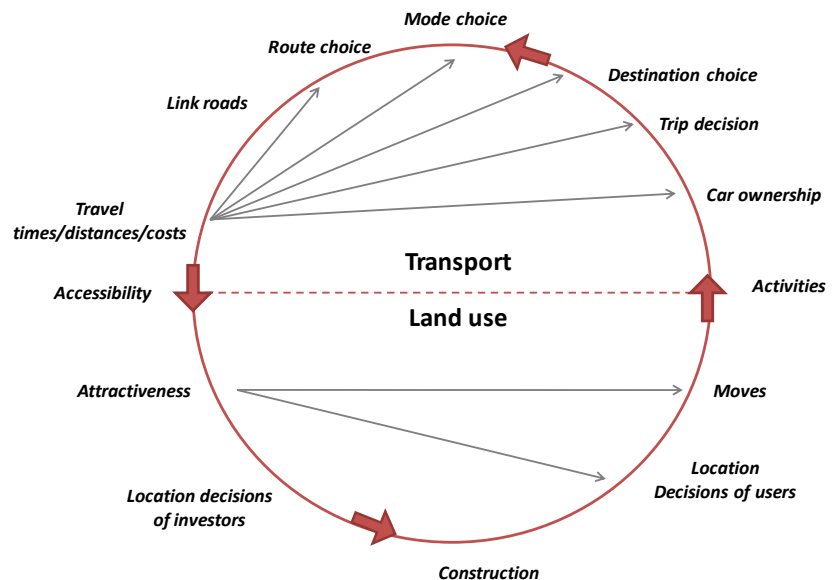 Mode choice
Route choice
Destination choice
Link roads
Trip decision
Car ownership
Travel
times/distances/costs
Transport
Accessibility
Activities
Land use
Attractiveness
Moves
Location
Decisions of users
Location decisions
of investors
Construction